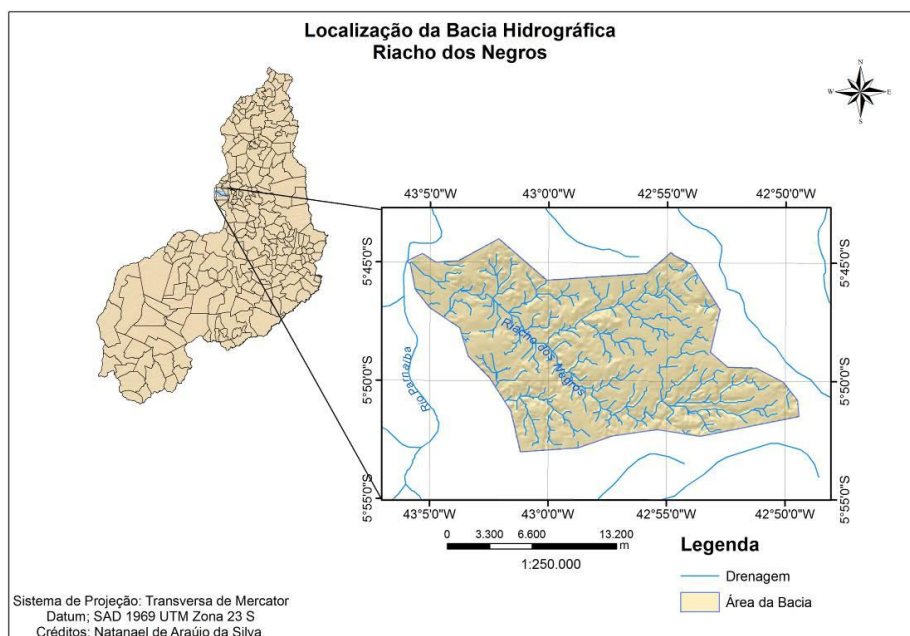 Localização da Bacia Hidrográfica
Riacho dos Negros
N
W E
S
43°5'0"W 43°0'0"W 42°55'0"W 42°50'0"W
5°45'0"S 5°45'0"S
Riacho dos Negros
Rio Parnaíba
5°50'0"S 5°50'0"S
5°55'0"S 5°55'0"S
43°5'0"W 43°0'0"W 42°55'0"W 42°50'0"W
0 3.300 6.600 13.200
m
1:250.000
Legenda
Drenagem
Área da Bacia
Sistema de Projeção: Transversa de Mercator
Datum; SAD 1969 UTM Zona 23 S
Créditos: Natanael de Araújo da Silva